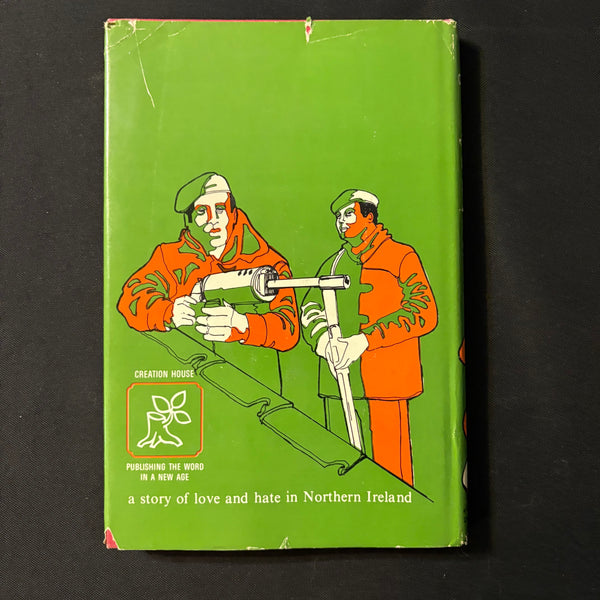 CREATION HOUSE
PUBLISHING THE WORD
IN A NEW AGE
a story of love and hate in Northern Ireland